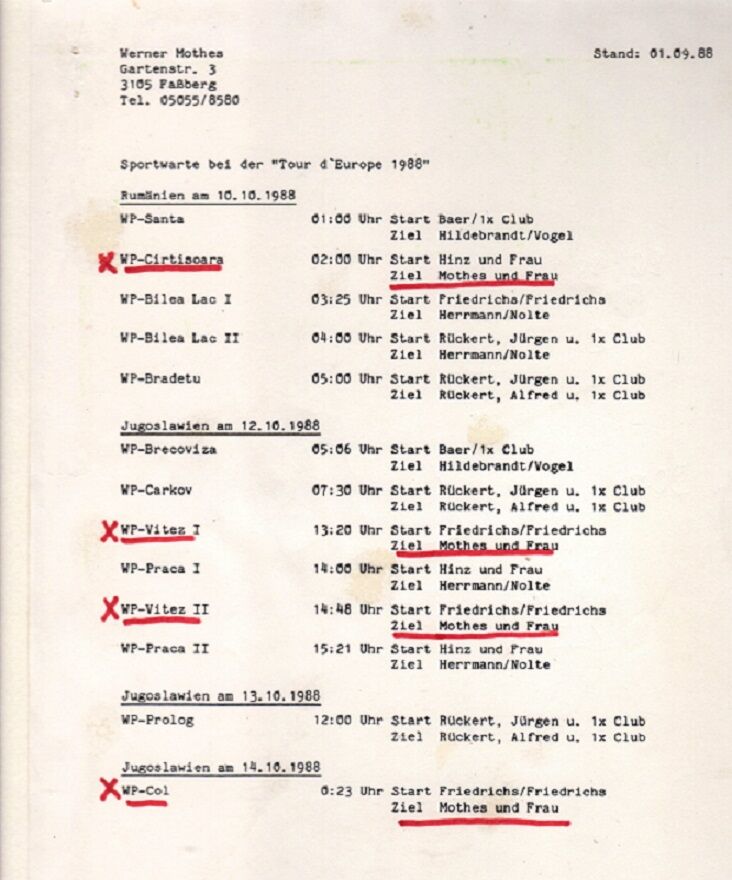 Werner Mothes
Stand: 01.09.88
Gartenstr. 3
3105 Faßberg
Tel. 05055/8580
Sportwarte bei der "Tour d`Europe 1988"
Rumänien am 10.10.1988
WP-Santa 01:00 Uhr Start Baer/1x Club
Ziel Hildebrandt/Vogel
X WP-Cirtisoara 02:00 Uhr Start Hinz und Frau
Ziel Mothes und Frau
WP-Bilea Lac I 03:25 Uhr Start Friedrichs/Friedrichs
Ziel Herrmann/Nolte
WP-Bilea Lac II 04:00 Uhr Start Rückert, Jürgen u. 1x Club
Ziel Herrmann/Nolte
WP-Bradetu 05:00 Uhr Start Rückert, Jürgen u. 1x Club
Ziel Rückert, Alfred u. 1x Club
Jugoslawien am 12.10.1988
WP-Brecoviza 05:06 Uhr Start Baer/1x Club
Ziel Hildebrandt/Vogel
WP-Carkov 07:30 Uhr Start Rückert, Jürgen u. 1x Club
Ziel Rückert, Alfred u. 1x Club
X WP-Vitez I 13:20 Uhr Start Friedrichs/Friedrichs
Ziel Mothes und Frau
WP-Praca I 14:00 Uhr Start Hinz und Frau
Ziel Herrmann/Nolte
X WP-Vitez II 14:48 Uhr Start Friedrichs/Friedrichs
Ziel Mothes und Frau
WP-Praca II 15:21 Uhr Start Hinz und Frau
Ziel Herrmann/Nolte
Jugoslawien am 13.10.1988
WP-Prolog 12:00 Uhr Start Rückert, Jürgen u. 1x Club
Ziel Rückert, Alfred u. 1x Club
Jugoslawien am 14.10.1988
X WP-Col 0:23 Uhr Start Friedrichs/Friedrichs
Ziel Mothes und Frau